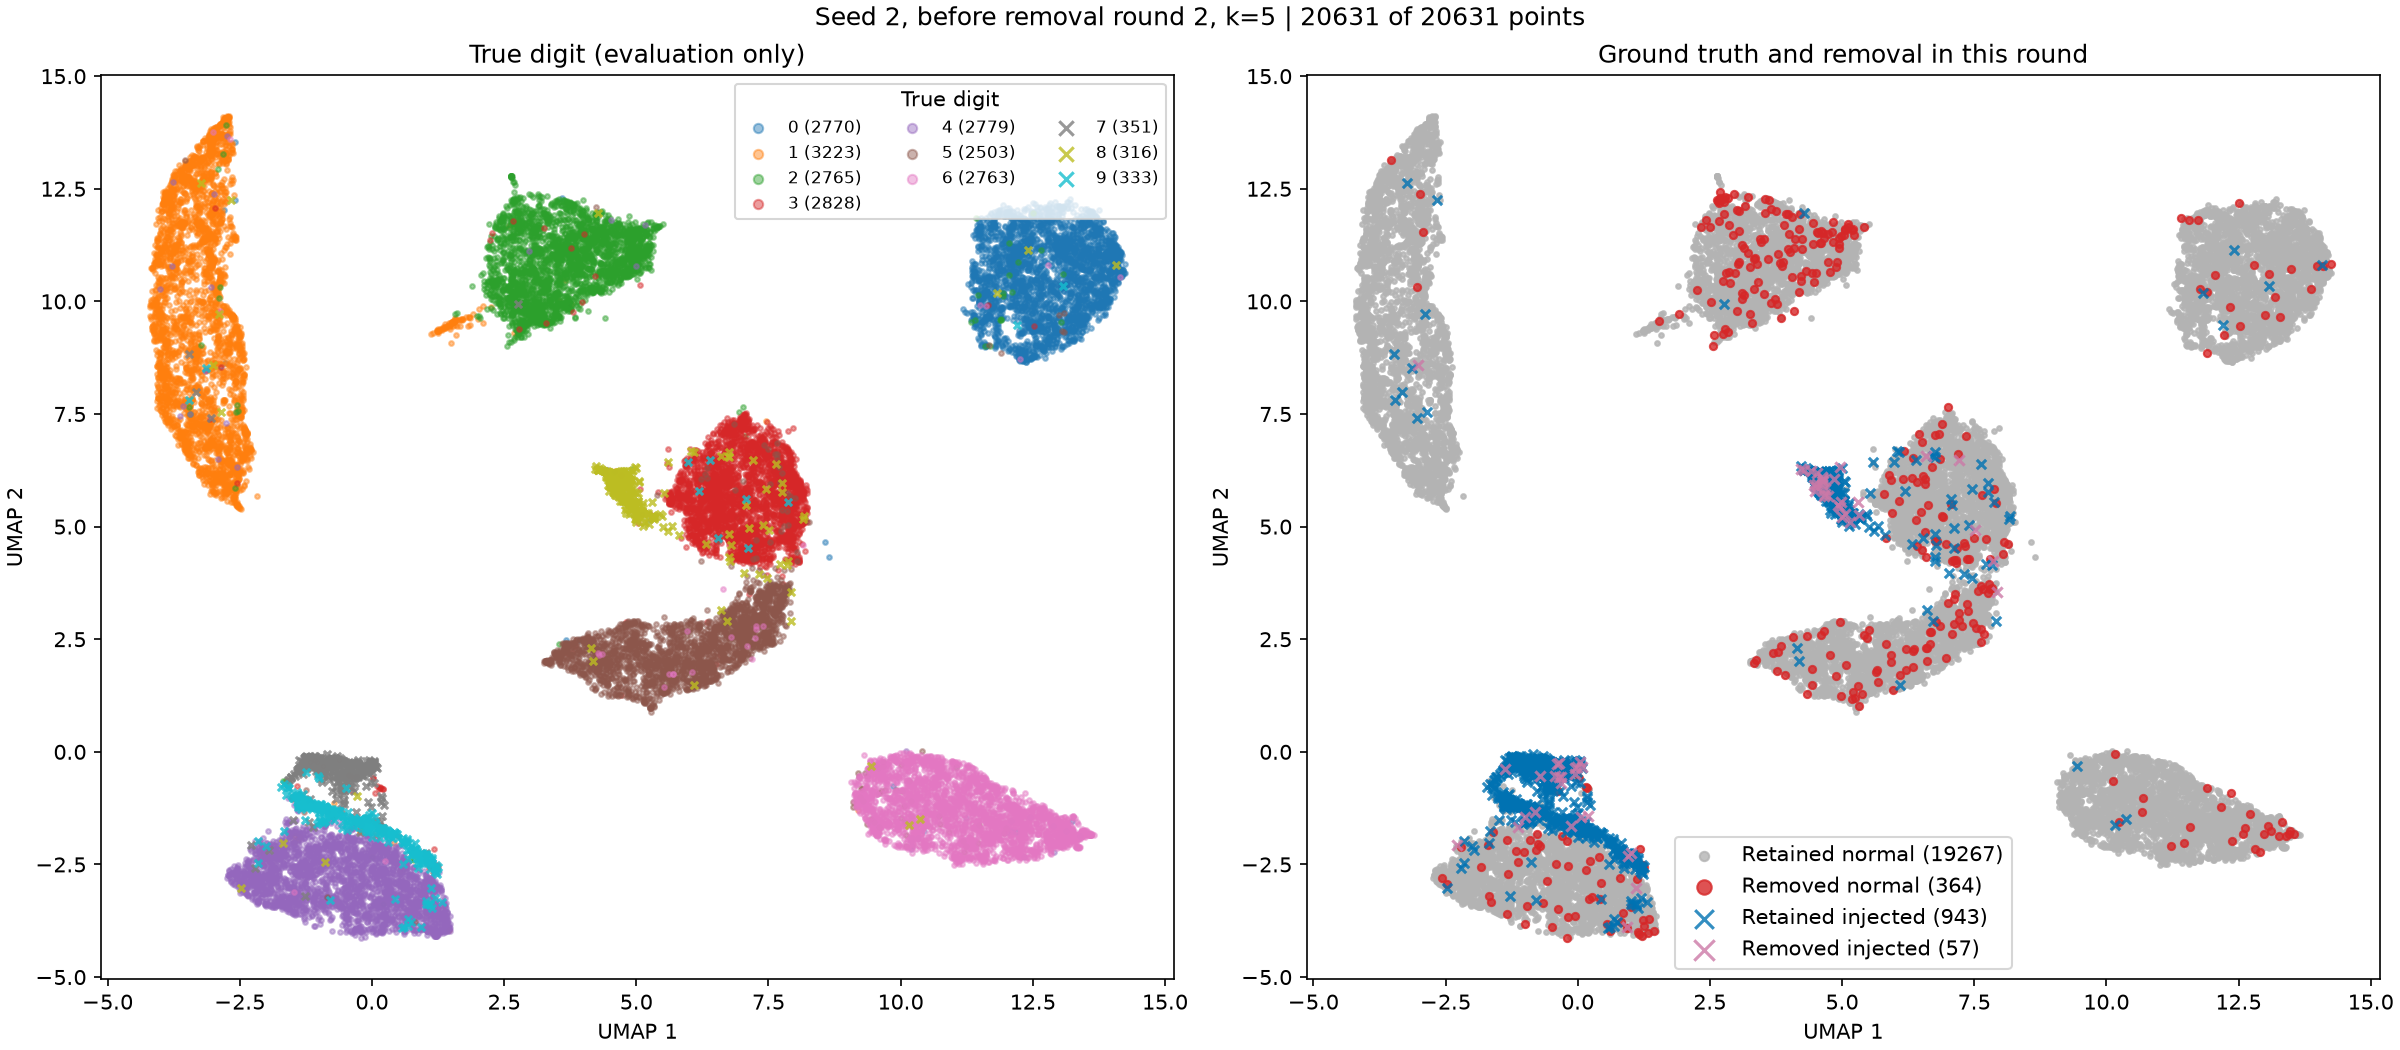 Seed 2, before removal round 2, k=5 | 20631 of 20631 points
True digit (evaluation only)
True digit
0 (2770)
1 (3223)
2 (2765)
3 (2828)
4 (2779)
5 (2503)
6 (2763)
7 (351)
8 (316)
9 (333)
15.0
12.5
10.0
7.5
5.0
2.5
0.0
−2.5
−5.0
UMAP 2
−5.0 −2.5 0.0 2.5 5.0 7.5 10.0 12.5 15.0
UMAP 1
Ground truth and removal in this round
15.0
12.5
10.0
7.5
5.0
2.5
0.0
−2.5
−5.0
UMAP 2
Retained normal (19267)
Removed normal (364)
Retained injected (943)
Removed injected (57)
−5.0 −2.5 0.0 2.5 5.0 7.5 10.0 12.5 15.0
UMAP 1